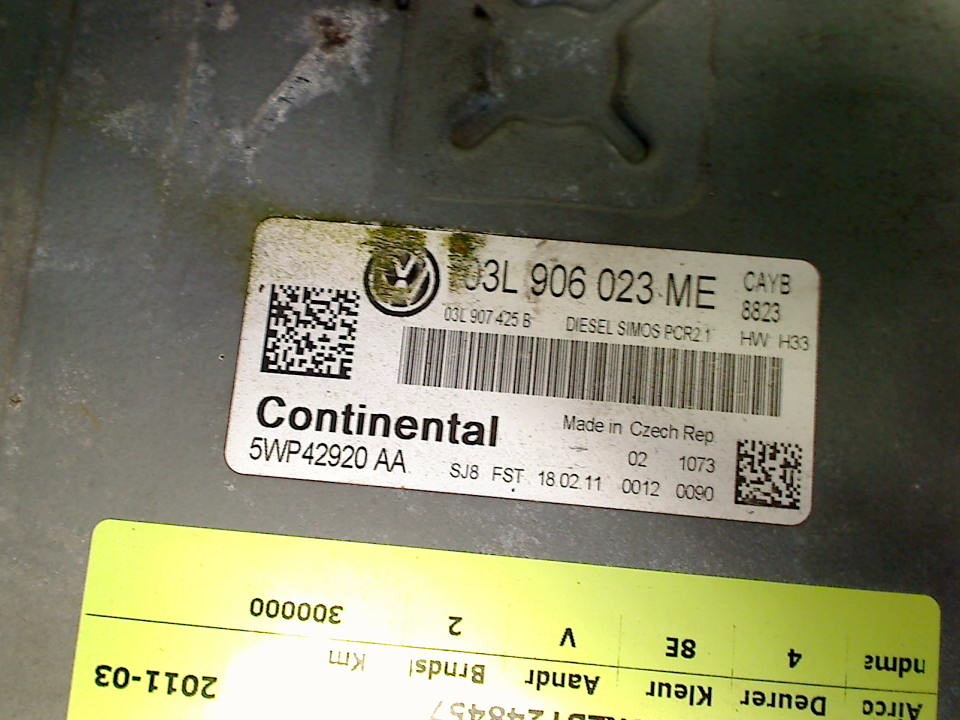 03L 906 023 ME CAYB
8823
03L 907 425 B DIESEL SIMOS PCR2.1 HW H33
Continental
Made in Czech Rep
5WP42920 AA
02 1073
SJ8 FST 18.02.11 0012 0090
4 8E V 2 300000
Airco Deurer Kleur Aandr Brndst Km
2011-03